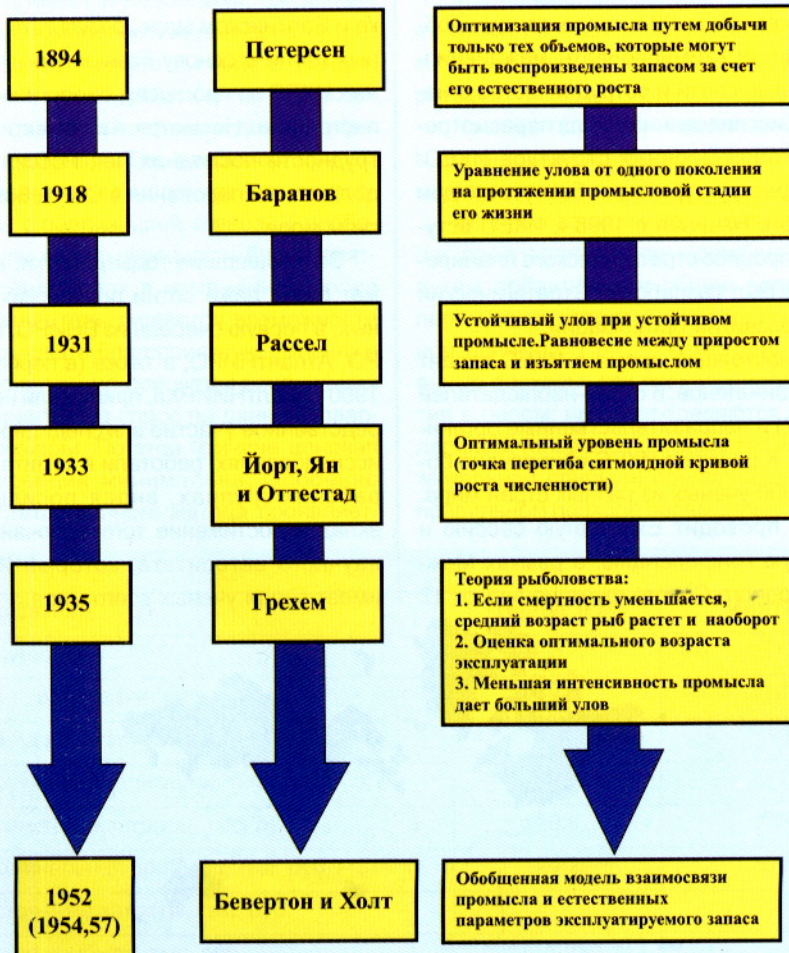 1894
Петерсен
Оптимизация промысла путем добычи
только тех объемов, которые могут
быть воспроизведены запасом за счет
его естественного роста
1918
Баранов
Уравнение улова от одного поколения
на протяжении промысловой стадии
его жизни
1931
Рассел
Устойчивый улов при устойчивом
промысле.Равновесие между приростом
запаса и изъятием промыслом
1933
Йорт, Ян
и Оттестад
Оптимальный уровень промысла
(точка перегиба сигмоидной кривой
роста численности)
1935
Грехем
Теория рыболовства:
1. Если смертность уменьшается,
средний возраст рыб растет и наоборот
2. Оценка оптимального возраста
эксплуатации
3. Меньшая интенсивность промысла
дает больший улов
1952
(1954,57)
Бевертон и Холт
Обобщенная модель взаимосвязи
промысла и естественных
параметров эксплуатируемого запаса